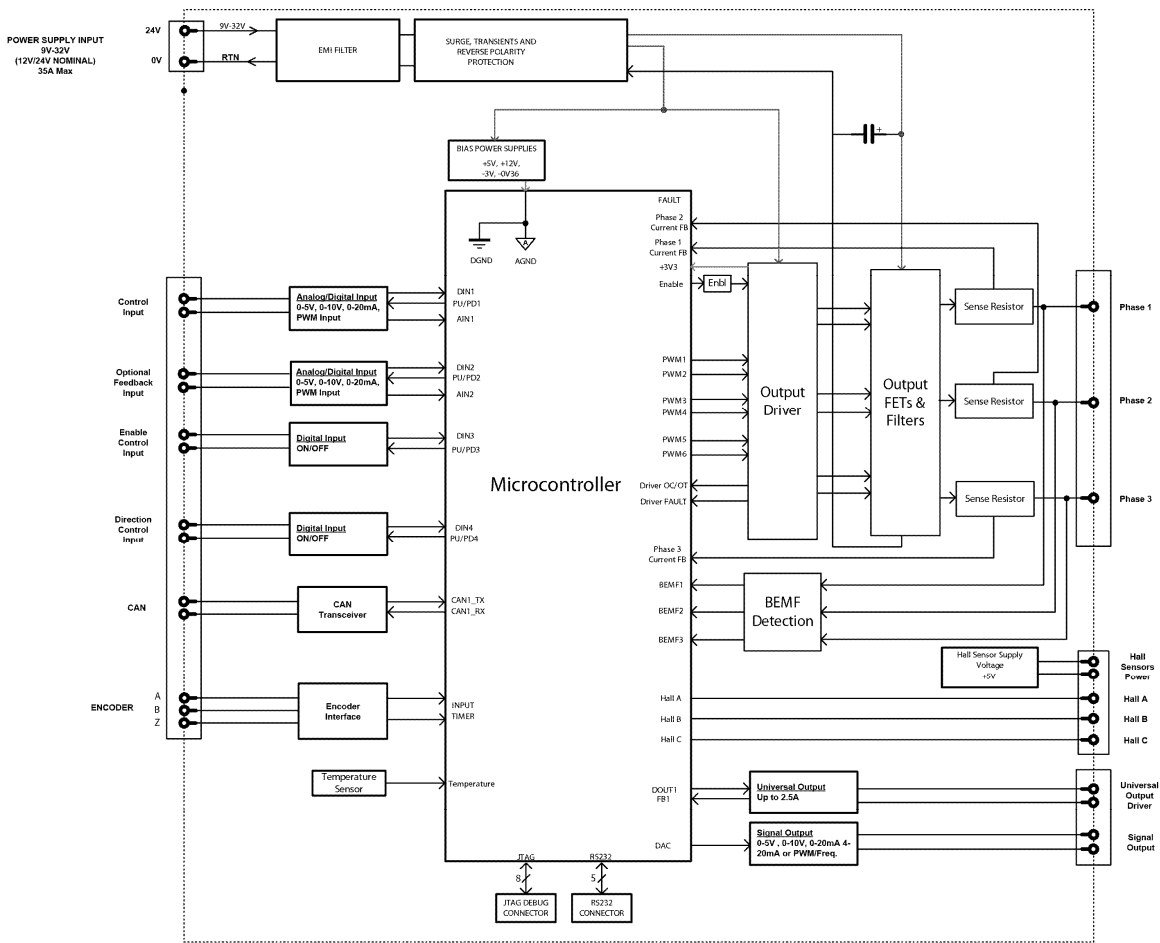 POWER SUPPLY INPUT
9V-32V
(12V/24V NOMINAL)
35A Max
24V
0V
9V-32V
RTN
EMI FILTER
SURGE, TRANSIENTS AND
REVERSE POLARITY
PROTECTION
+
BIAS POWER SUPPLIES
+5V, +12V,
-3V, -0V36
DGND
A
AGND
Microcontroller
FAULT
Phase 2
Current FB
Phase 1
Current FB
+3V3
Enable
Enbl
PWM1
PWM2
PWM3
PWM4
PWM5
PWM6
Driver OC/OT
Driver FAULT
Phase 3
Current FB
BEMF1
BEMF2
BEMF3
Hall A
Hall B
Hall C
DOUT1
FB1
DAC
Output
Driver
Output
FETs &
Filters
Sense Resistor
Sense Resistor
Sense Resistor
Phase 1
Phase 2
Phase 3
BEMF
Detection
Hall Sensor Supply
Voltage
+5V
Hall
Sensors
Power
Hall A
Hall B
Hall C
Universal Output
Up to 2.5A
Universal
Output
Driver
Signal Output
0-5V , 0-10V, 0-20mA 4-
20mA or PWM/Freq.
Signal
Output
Control
Input
Analog/Digital Input
0-5V, 0-10V, 0-20mA,
PWM Input
DIN1
PU/PD1
AIN1
Optional
Feedback
Input
Analog/Digital Input
0-5V, 0-10V, 0-20mA,
PWM Input
DIN2
PU/PD2
AIN2
Enable
Control
Input
Digital Input
ON/OFF
DIN3
PU/PD3
Direction
Control
Input
Digital Input
ON/OFF
DIN4
PU/PD4
CAN
CAN
Transceiver
CAN1_TX
CAN1_RX
ENCODER
A
B
Z
Encoder
Interface
INPUT
TIMER
Temperature
Sensor
Temperature
JTAG
RS232
8
5
JTAG DEBUG
CONNECTOR
RS232
CONNECTOR